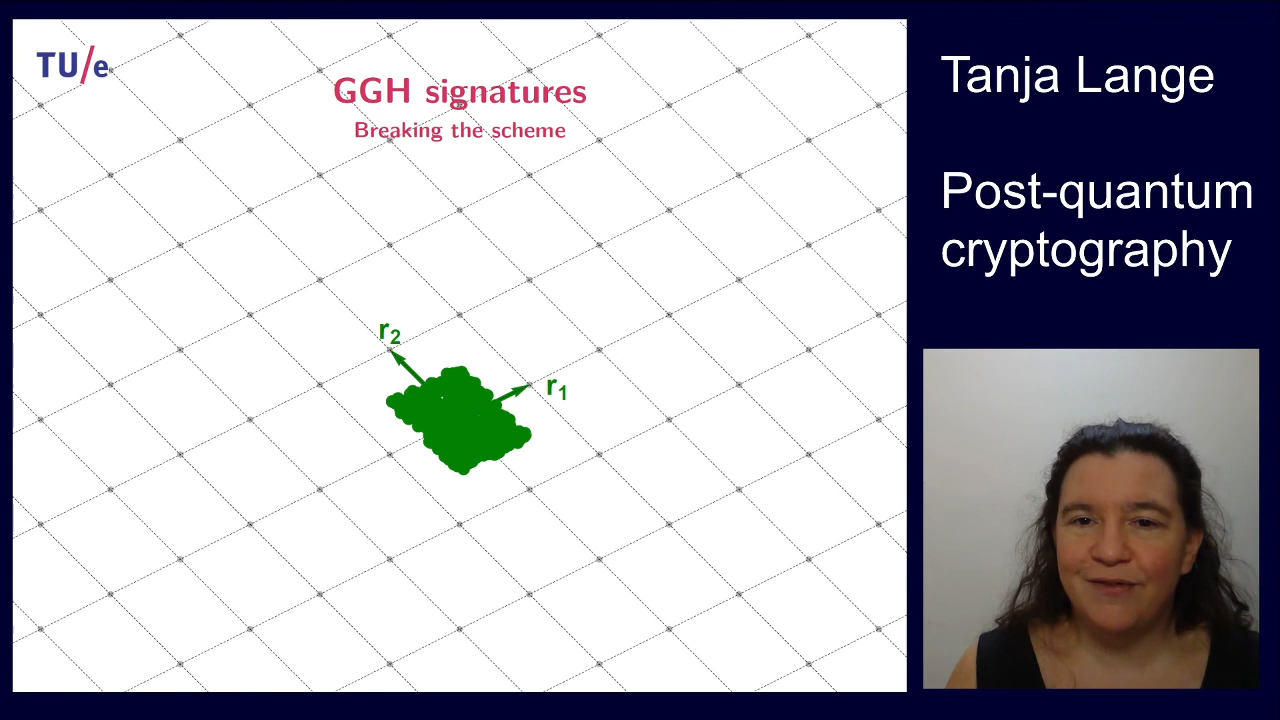 TU/e
GGH signatures
Breaking the scheme
r2
r1
Tanja Lange
Post-quantum
cryptography